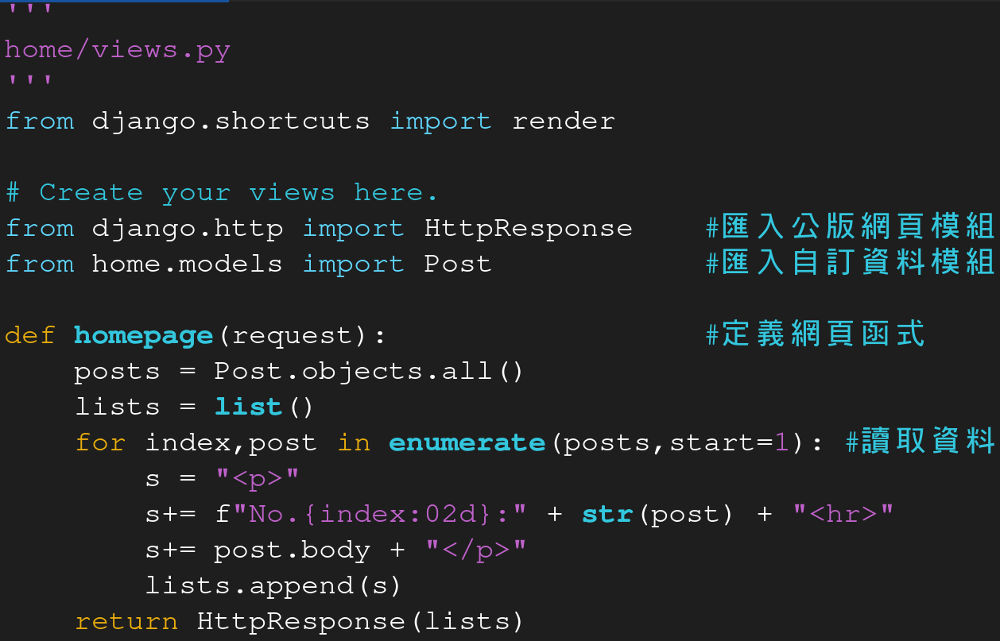 '''
home/views.py
'''
from django.shortcuts import render
# Create your views here.
from django.http import HttpResponse    #匯入公版網頁模組
from home.models import Post            #匯入自訂資料模組
def homepage(request):                  #定義網頁函式
    posts = Post.objects.all()
    lists = list()
    for index,post in enumerate(posts,start=1): #讀取資料
        s = "<p>"
        s+= f"No.{index:02d}:" + str(post) + "<hr>"
        s+= post.body + "</p>"
        lists.append(s)
    return HttpResponse(lists)